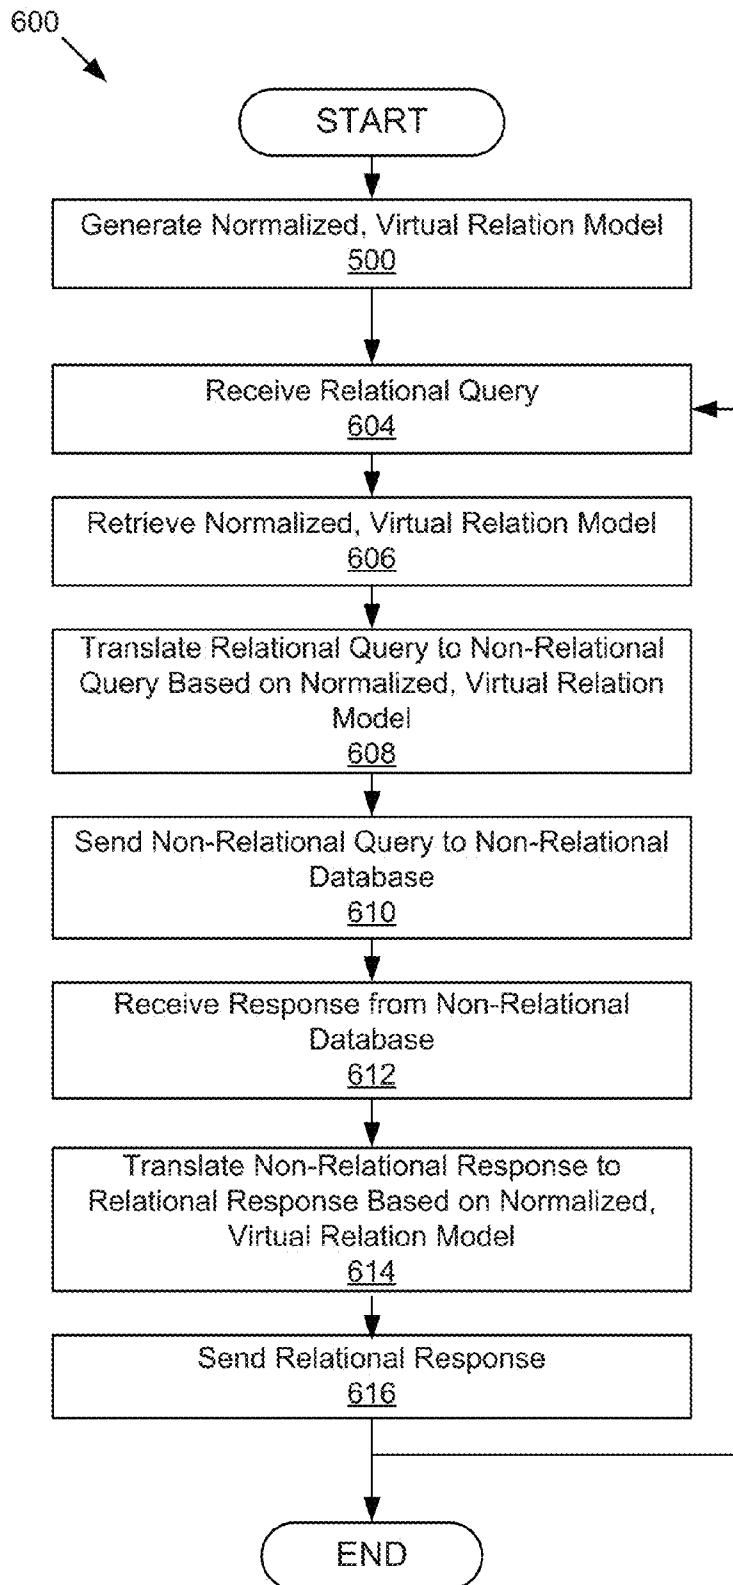 600
START
Generate Normalized, Virtual Relation Model
500
Receive Relational Query
604
Retrieve Normalized, Virtual Relation Model
606
Translate Relational Query to Non-Relational
Query Based on Normalized, Virtual Relation
Model
608
Send Non-Relational Query to Non-Relational
Database
610
Receive Response from Non-Relational
Database
612
Translate Non-Relational Response to
Relational Response Based on Normalized,
Virtual Relation Model
614
Send Relational Response
616
END